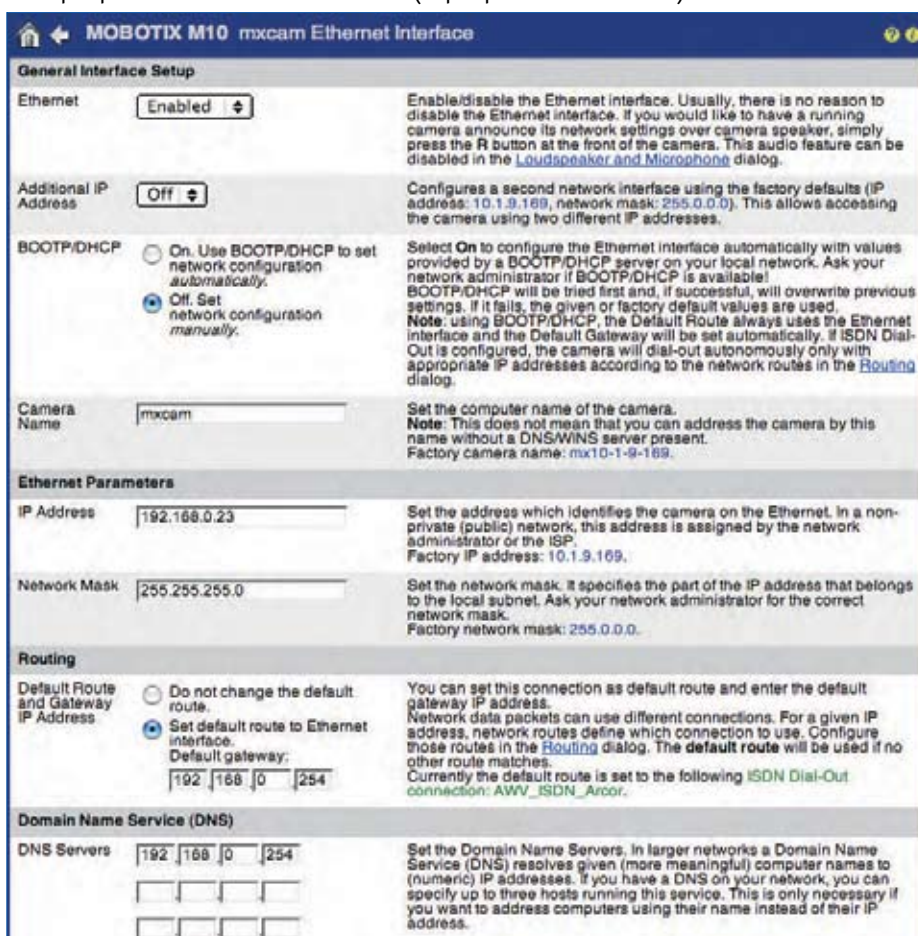 MOBOTIX M10 mxcam Ethernet Interface
General Interface Setup
Ethernet
Enabled
Enable/disable the Ethernet interface. Usually, there is no reason to
disable the Ethernet interface. If you would like to have a running
camera announce its network settings over camera speaker, simply
press the R button at the front of the camera. This audio feature can be
disabled in the Loudspeaker and Microphone dialog.
Additional IP
Address
Off
Configures a second network interface using the factory defaults (IP
address: 10.1.9.169, network mask: 255.0.0.0). This allows accessing
the camera using two different IP addresses.
BOOTP/DHCP
On. Use BOOTP/DHCP to set
network configuration
automatically.
Off. Set
network configuration
manually.
Select On to configure the Ethernet interface automatically with values
provided by a BOOTP/DHCP server on your local network. Ask your
network administrator if BOOTP/DHCP is available!
BOOTP/DHCP will be tried first and, if successful, will overwrite previous
settings. If it fails, the given or factory default values are used.
Note: using BOOTP/DHCP, the Default Route always uses the Ethernet
interface and the Default Gateway will be set automatically. If ISDN Dial-
Out is configured, the camera will dial-out autonomously only with
appropriate IP addresses according to the network routes in the Routing
dialog.
Camera
Name
mxcam
Set the computer name of the camera.
Note: This does not mean that you can address the camera by this
name without a DNS/WINS server present.
Factory camera name: mx10-1-9-169.
Ethernet Parameters
IP Address
192.168.0.23
Set the address which identifies the camera on the Ethernet. In a non-
private (public) network, this address is assigned by the network
administrator or the ISP.
Factory IP address: 10.1.9.169.
Network Mask
255.255.255.0
Set the network mask. It specifies the part of the IP address that belongs
to the local subnet. Ask your network administrator for the correct
network mask.
Factory network mask: 255.0.0.0.
Routing
Default Route
and Gateway
IP Address
Do not change the default
route.
Set default route to Ethernet
interface.
Default gateway:
192 .168 .0 .254
You can set this connection as default route and enter the default
gateway IP address.
Network data packets can use different connections. For a given IP
address, network routes define which connection to use. Configure
those routes in the Routing dialog. The default route will be used if no
other route matches.
Currently the default route is set to the following ISDN Dial-Out
connection: AWV_ISDN_Arcor.
Domain Name Service (DNS)
DNS Servers
192 .168 .0 .254
Set the Domain Name Servers. In larger networks a Domain Name
Service (DNS) resolves given (more meaningful) computer names to
(numeric) IP addresses. If you have a DNS on your network, you can
specify up to three hosts running this service. This is only necessary if
you want to address computers using their name instead of their IP
address.